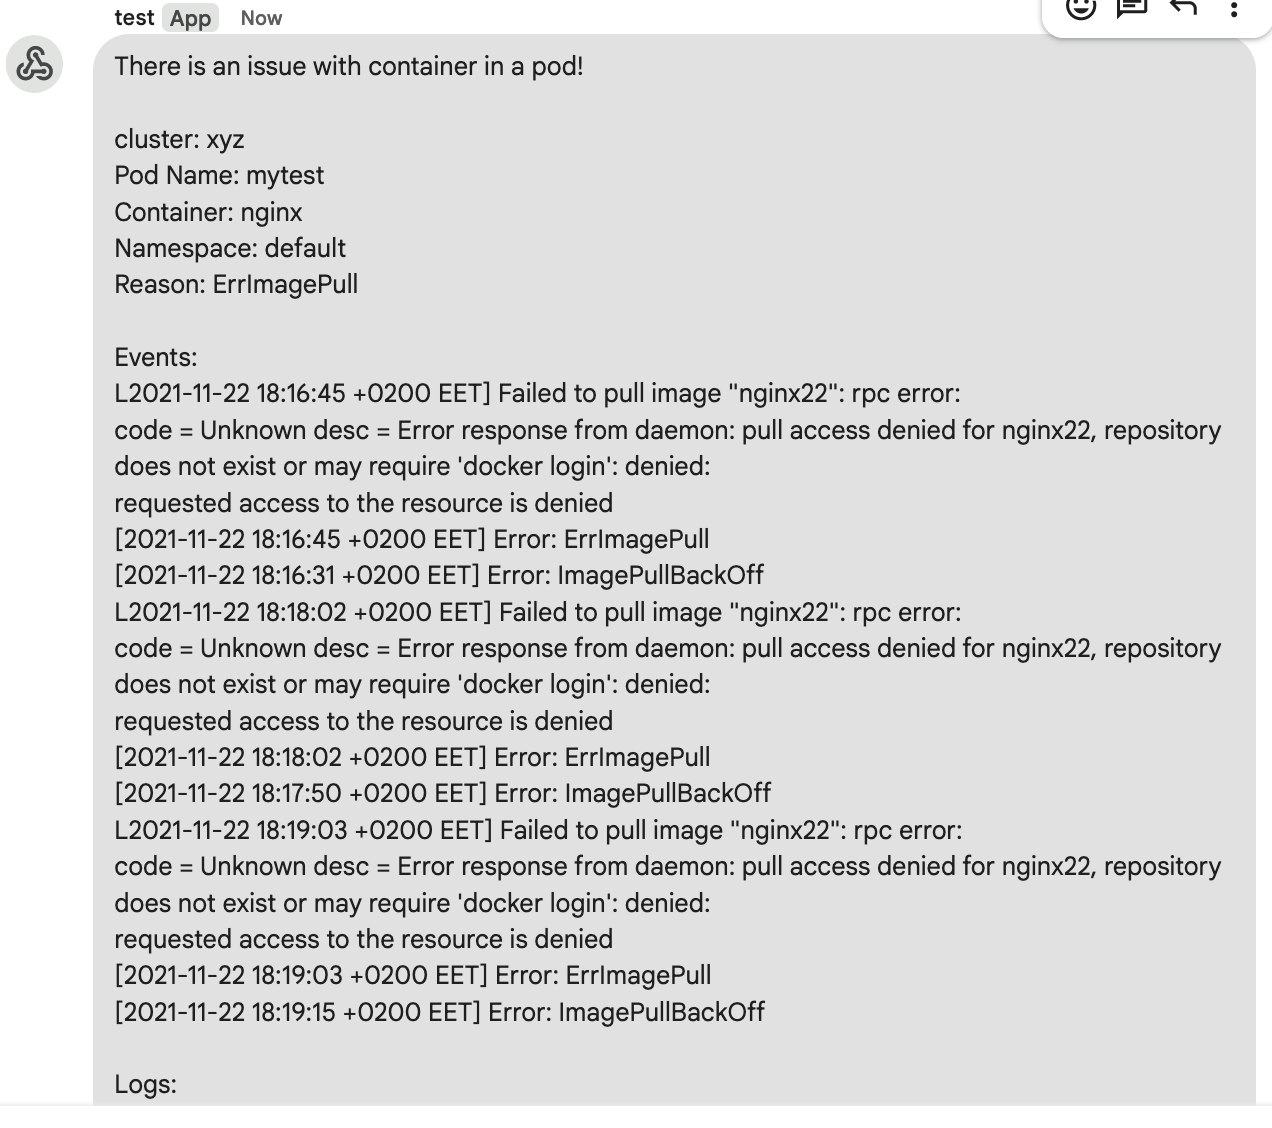 test App Now
There is an issue with container in a pod!
cluster: xyz
Pod Name: mytest
Container: nginx
Namespace: default
Reason: ErrImagePull
Events:
L2021-11-22 18:16:45 +0200 EET] Failed to pull image "nginx22": rpc error:
code = Unknown desc = Error response from daemon: pull access denied for nginx22, repository
does not exist or may require 'docker login': denied:
requested access to the resource is denied
[2021-11-22 18:16:45 +0200 EET] Error: ErrImagePull
[2021-11-22 18:16:31 +0200 EET] Error: ImagePullBackOff
L2021-11-22 18:18:02 +0200 EET] Failed to pull image "nginx22": rpc error:
code = Unknown desc = Error response from daemon: pull access denied for nginx22, repository
does not exist or may require 'docker login': denied:
requested access to the resource is denied
[2021-11-22 18:18:02 +0200 EET] Error: ErrImagePull
[2021-11-22 18:17:50 +0200 EET] Error: ImagePullBackOff
L2021-11-22 18:19:03 +0200 EET] Failed to pull image "nginx22": rpc error:
code = Unknown desc = Error response from daemon: pull access denied for nginx22, repository
does not exist or may require 'docker login': denied:
requested access to the resource is denied
[2021-11-22 18:19:03 +0200 EET] Error: ErrImagePull
[2021-11-22 18:19:15 +0200 EET] Error: ImagePullBackOff
Logs: